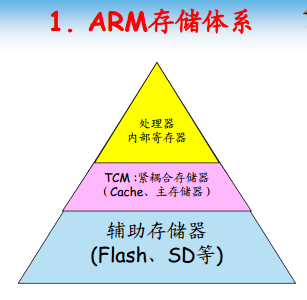 1. ARM存储体系
处理器
内部寄存器
TCM :紧耦合存储器
(Cache、主存储器)
辅助存储器
(Flash、SD等)